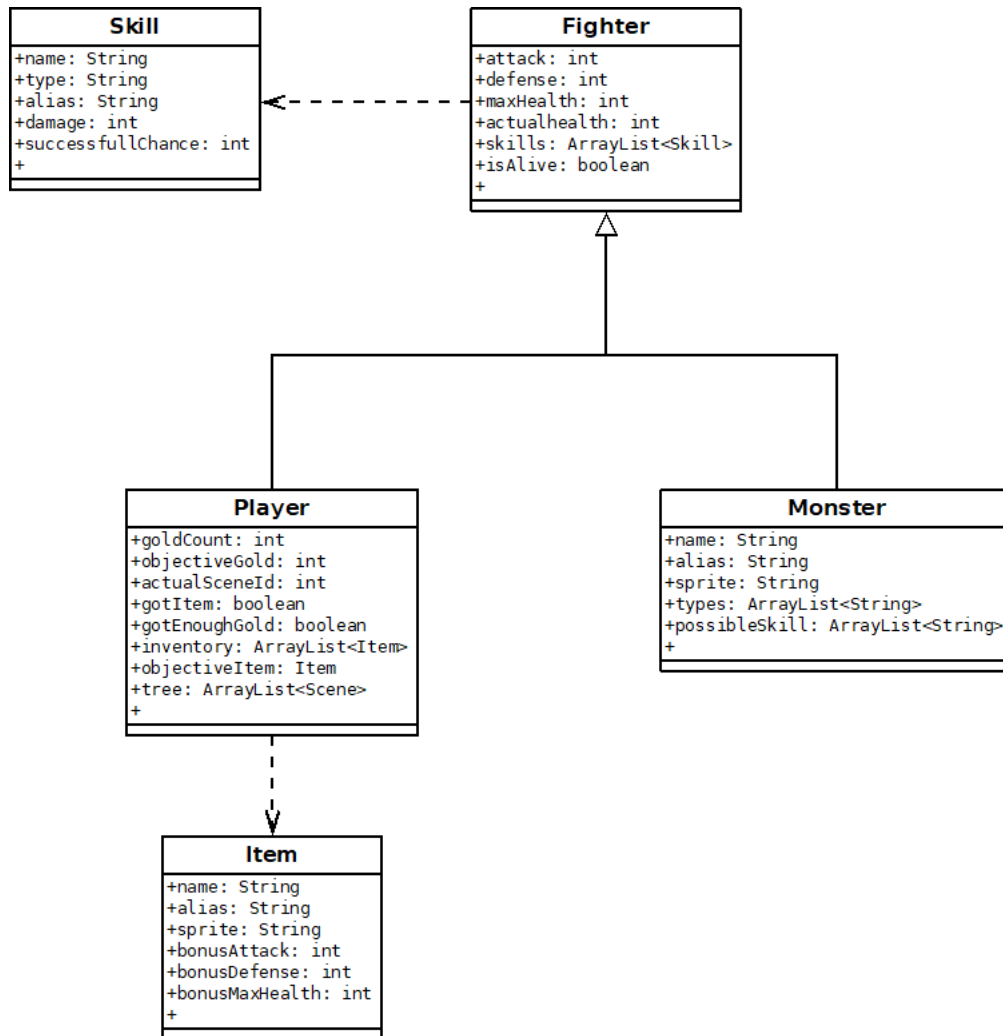 Skill
+name: String
+type: String
+alias: String
+damage: int
+successfullChance: int
+
Fighter
+attack: int
+defense: int
+maxHealth: int
+actualhealth: int
+skills: ArrayList<Skill>
+isAlive: boolean
+
Player
+goldCount: int
+objectiveGold: int
+actualSceneId: int
+gotItem: boolean
+gotEnoughGold: boolean
+inventory: ArrayList<Item>
+objectiveItem: Item
+tree: ArrayList<Scene>
+
Monster
+name: String
+alias: String
+sprite: String
+types: ArrayList<String>
+possibleSkill: ArrayList<String>
+
Item
+name: String
+alias: String
+sprite: String
+bonusAttack: int
+bonusDefense: int
+bonusMaxHealth: int
+